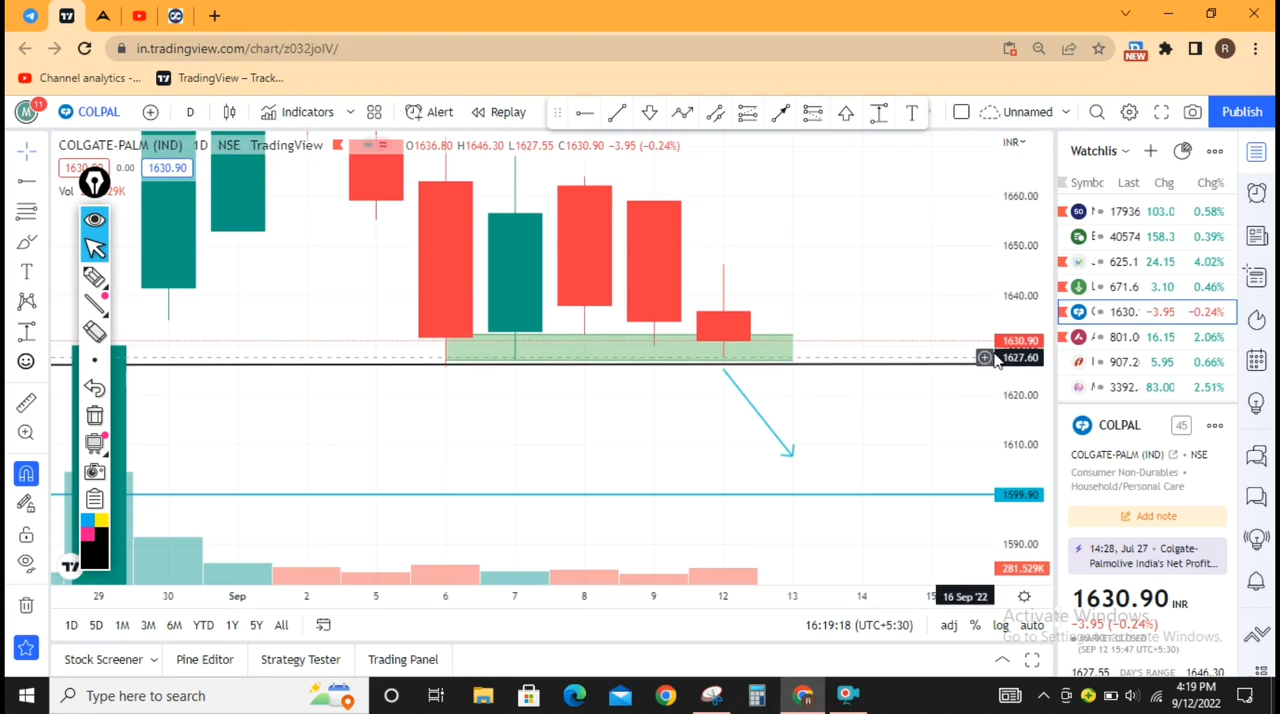 in.tradingview.com/chart/z032joIV/
NEW
R
Channel analytics -...
TradingView – Track...
M
11
COLPAL
D
Indicators
Alert
Replay
T
Unnamed
Publish
COLGATE-PALM (IND) 1D NSE TradingView
O1636.80 H1646.30 L1627.55 C1630.90 −3.95 (−0.24%)
INR
0.00
1630.90
Vol
1660.00
1650.00
1640.00
1630.90
1627.60
1620.00
1610.00
1599.90
1590.00
281.529K
29
30
Sep
2
5
6
7
8
9
12
13
14
16 Sep '22
1D 5D 1M 3M 6M YTD 1Y 5Y All
16:19:18 (UTC+5:30)
adj % log auto
Stock Screener
Pine Editor
Strategy Tester
Trading Panel
Watchlis
Symbc Last Chg Chg%
17936 103.0 0.58%
40574 158.3 0.39%
625.1 24.15 4.02%
671.6 3.10 0.46%
1630. −3.95 −0.24%
801.0 16.15 2.06%
907.2 5.95 0.66%
3392. 83.00 2.51%
COLPAL
45
COLGATE-PALM (IND) • NSE
Consumer Non-Durables •
Household/Personal Care
Add note
14:28, Jul 27 • Colgate-
Palmolive India's Net Profit...
1630.90 INR
−3.95 (−0.24%)
MARKET CLOSED
(SEP 12 15:47 UTC+5:30)
1627.55 DAY'S RANGE 1646.30
Activate Windows
Go to Settings to activate Windows.
Type here to search
4:19 PM
9/12/2022